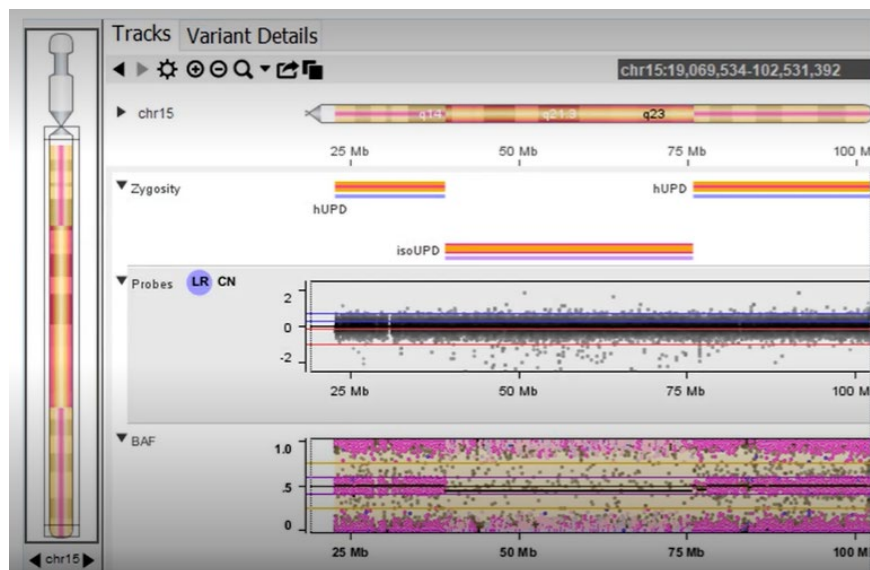 Tracks Variant Details
chr15:19,069,534-102,531,392
chr15
q14 q21.3 q23
25 Mb 50 Mb 75 Mb 100 M
Zygosity
hUPD
hUPD
isoUPD
Probes LR CN
2
0
-2
25 Mb 50 Mb 75 Mb 100 M
BAF
1.0
.5
0
25 Mb 50 Mb 75 Mb 100 M
chr15